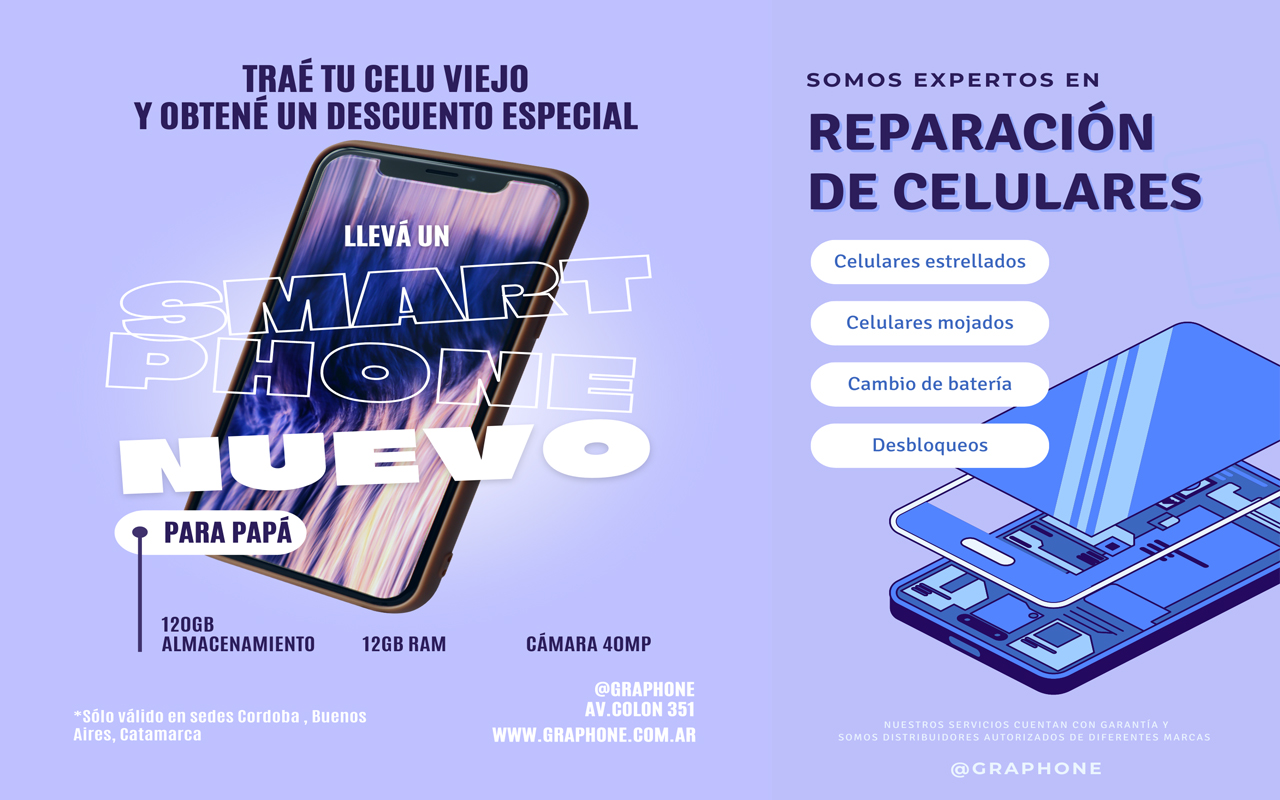 TRAÉ TU CELU VIEJO
Y OBTENÉ UN DESCUENTO ESPECIAL
LLEVÁ UN
SMART
PHONE
NUEVO
PARA PAPÁ
120GB
ALMACENAMIENTO
12GB RAM
CÁMARA 40MP
@GRAPHONE
AV.COLON 351
WWW.GRAPHONE.COM.AR
*Sólo válido en sedes Cordoba , Buenos
Aires, Catamarca
SOMOS EXPERTOS EN
REPARACIÓN
DE CELULARES
Celulares estrellados
Celulares mojados
Cambio de batería
Desbloqueos
NUESTROS SERVICIOS CUENTAN CON GARANTÍA Y
SOMOS DISTRIBUIDORES AUTORIZADOS DE DIFERENTES MARCAS
@GRAPHONE